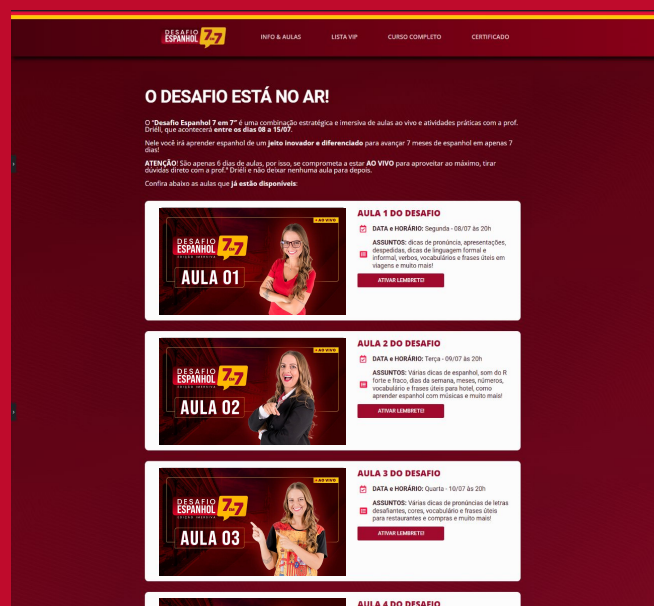 DESAFIO
ESPANHOL 7EM7
INFO & AULAS
LISTA VIP
CURSO COMPLETO
CERTIFICADO
O DESAFIO ESTÁ NO AR!
O "Desafio Espanhol 7 em 7" é uma combinação estratégica e imersiva de aulas ao vivo e atividades práticas com a prof.
Driéli, que acontecerá entre os dias 08 a 15/07.
Nele você irá aprender espanhol de um jeito inovador e diferenciado para avançar 7 meses de espanhol em apenas 7
dias!
ATENÇÃO! São apenas 6 dias de aulas, por isso, se comprometa a estar AO VIVO para aproveitar ao máximo, tirar
dúvidas direto com a prof.ª Driéli e não deixar nenhuma aula para depois.
Confira abaixo as aulas que já estão disponíveis:
• AO VIVO
DESAFIO
ESPANHOL 7EM7
EDIÇÃO IMERSIVA
AULA 01
AULA 1 DO DESAFIO
DATA e HORÁRIO: Segunda - 08/07 às 20h
ASSUNTOS: dicas de pronúncia, apresentações,
despedidas, dicas de linguagem formal e
informal, verbos, vocabulários e frases úteis em
viagens e muito mais!
ATIVAR LEMBRETE!
• AO VIVO
DESAFIO
ESPANHOL 7EM7
EDIÇÃO IMERSIVA
AULA 02
AULA 2 DO DESAFIO
DATA e HORÁRIO: Terça - 09/07 às 20h
ASSUNTOS: Várias dicas de espanhol, som do R
forte e fraco, dias da semana, meses, números,
vocabulário e frases úteis para hotel, como
aprender espanhol com músicas e muito mais!
ATIVAR LEMBRETE!
• AO VIVO
DESAFIO
ESPANHOL 7EM7
EDIÇÃO IMERSIVA
AULA 03
AULA 3 DO DESAFIO
DATA e HORÁRIO: Quarta - 10/07 às 20h
ASSUNTOS: Várias dicas de pronúncias de letras
desafiantes, cores, vocabulário e frases úteis
para restaurantes e compras e muito mais!
ATIVAR LEMBRETE!
AULA 4 DO DESAFIO